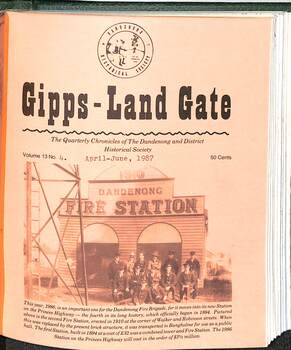 DANDENONG
HISTORICAL SOCIETY
Gipps-Land Gate
The Quarterly Chronicles of The Dandenong and District
Historical Society
Volume 13 No 4. April-June, 1987 50 Cents
1910
DANDENONG
FIRE STATION
This year, 1986, is an important one for the Dandenong Fire Brigade, for it moves into its new Station
on the Princes Highway — the fourth in its long history, which officially began in 1894. Pictured
above is the second Fire Station, erected in 1910 at the corner of Walker and Robinson streets. When
this was replaced by the present brick structure, it was transported to Bangholme for use as a public
hall. The first station, built in 1894 at a cost of £32 was a combined tower and Fire Station. The 1986
Station on the Princes Highway will cost in the order of